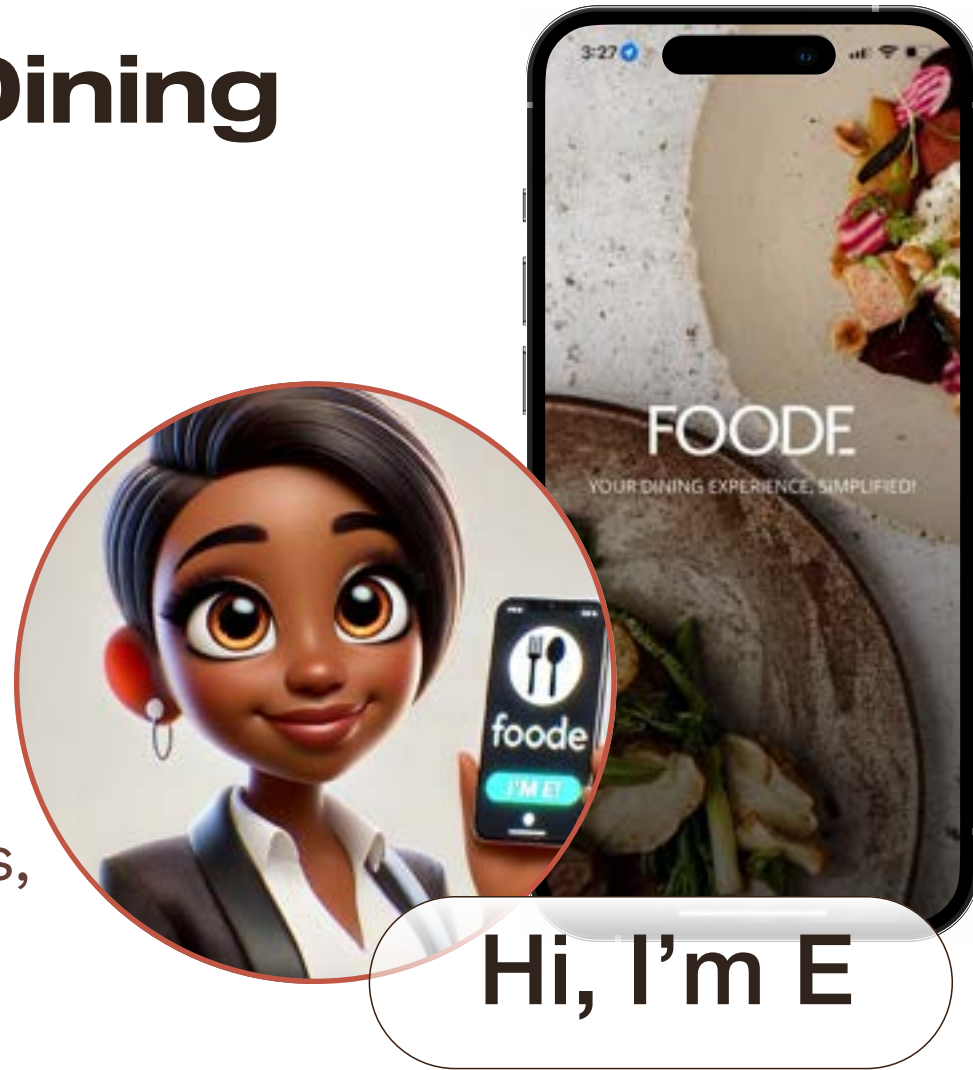 Dining
3:27
FOODE
YOUR DINING EXPERIENCE, SIMPLIFIED!
foode
I'M E!
s,
Hi, I’m E